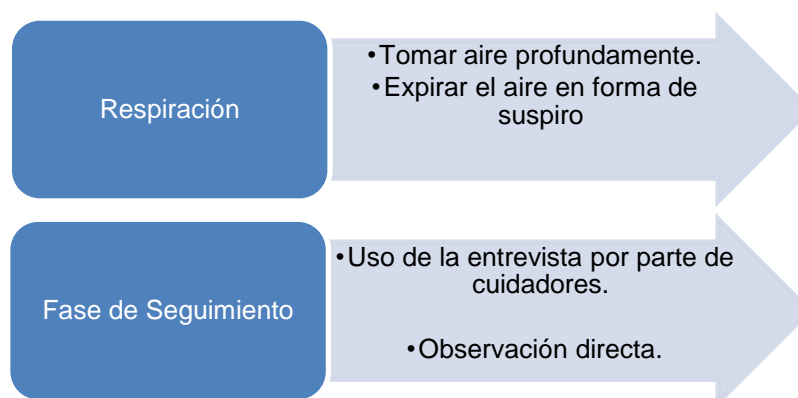 Respiración
•Tomar aire profundamente.
•Expirar el aire en forma de
suspiro
Fase de Seguimiento
•Uso de la entrevista por parte de
cuidadores.
•Observación directa.